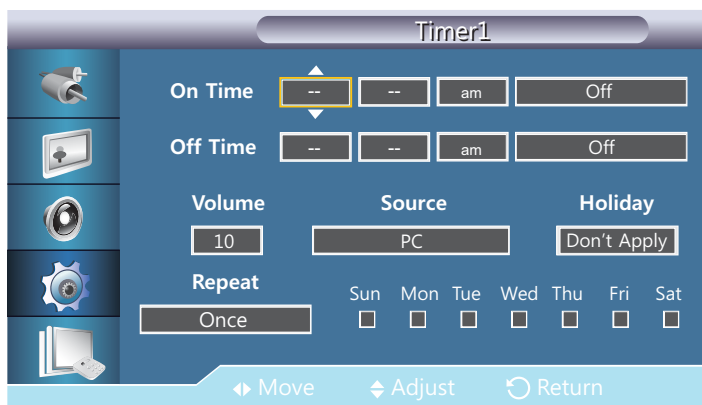 Timer1
On Time -- -- am Off
Off Time -- -- am Off
Volume Source Holiday
10 PC Don't Apply
Repeat
Sun Mon Tue Wed Thu Fri Sat
Once
Move Adjust Return